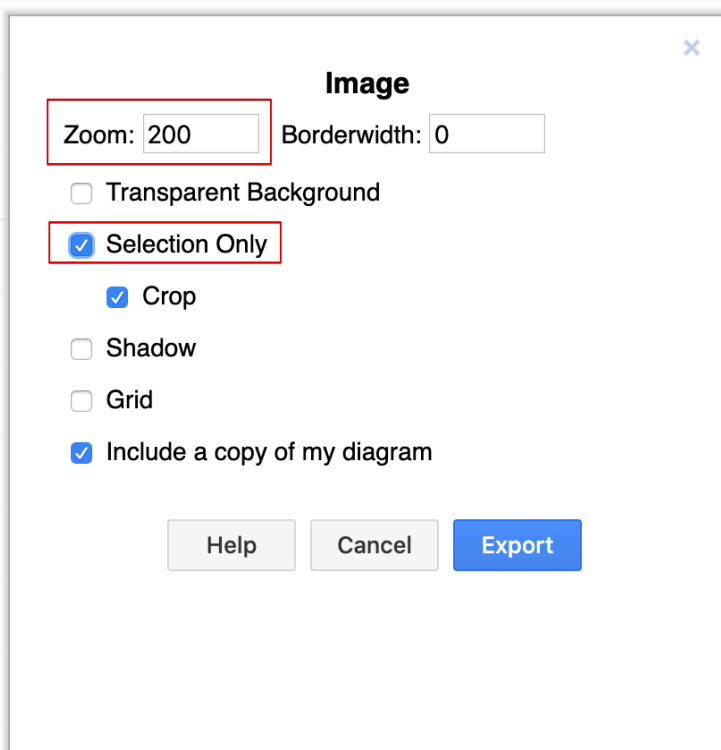 Image
Zoom: 200 Borderwidth: 0
Transparent Background
Selection Only
Crop
Shadow
Grid
Include a copy of my diagram
Help Cancel Export